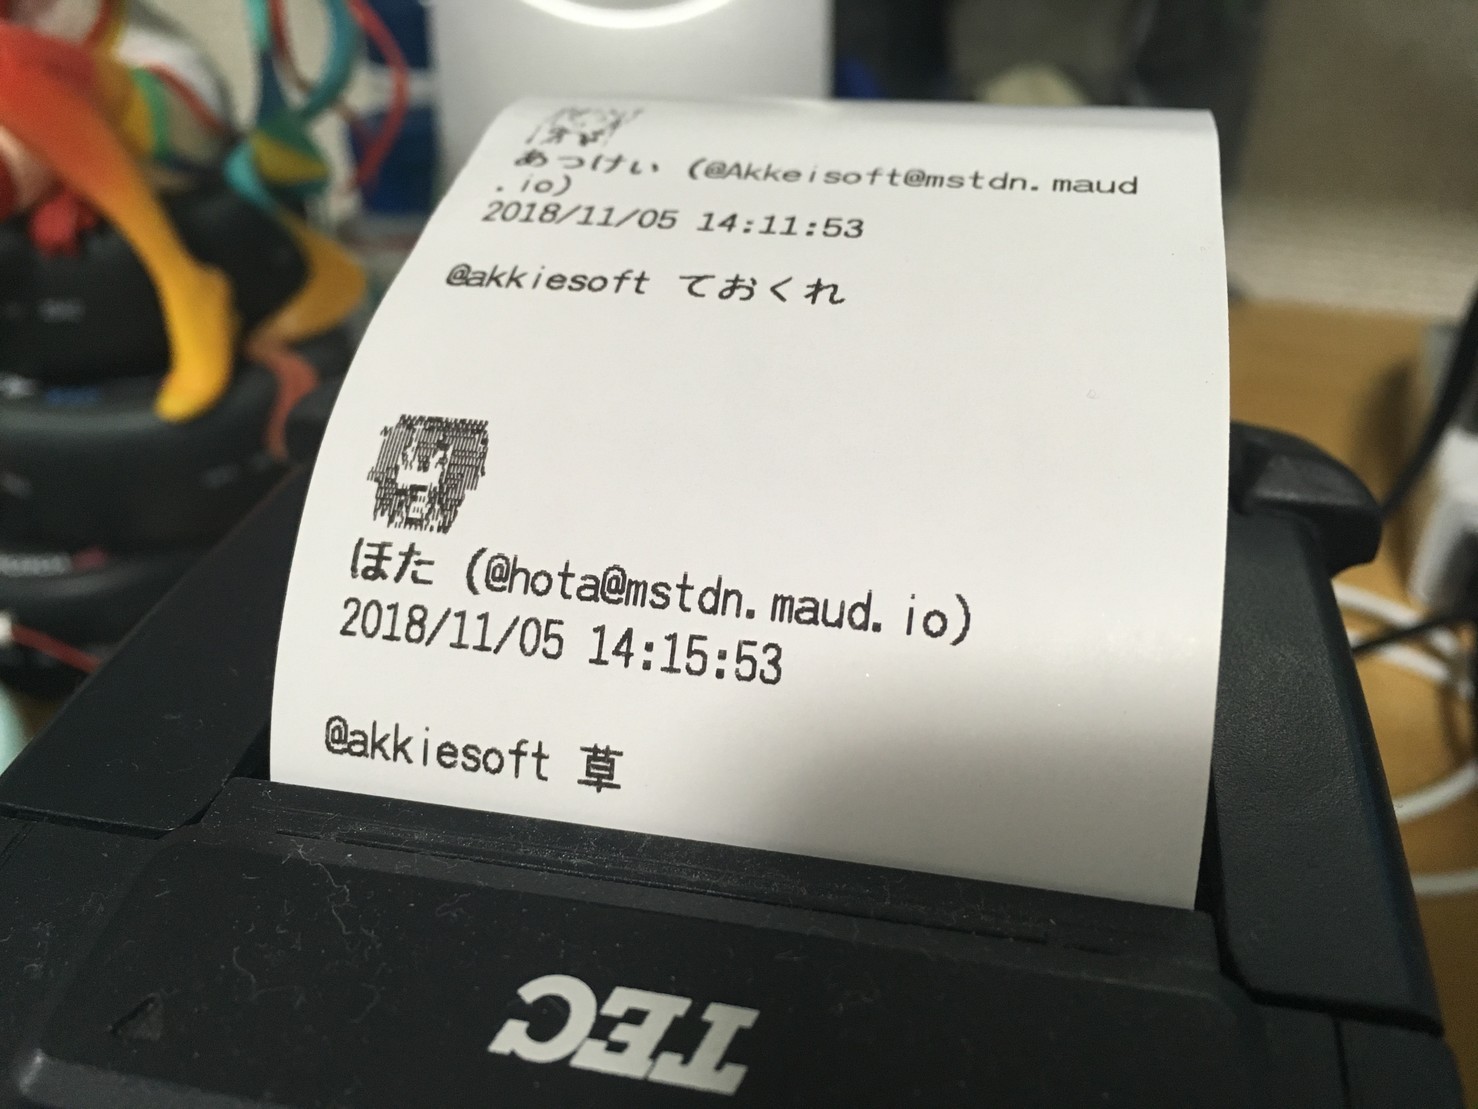 あっけい (@Akkeisoft@mstdn.maud
.io)
2018/11/05 14:11:53
@akkiesoft ておくれ
ほた (@hota@mstdn.maud.io)
2018/11/05 14:15:53
@akkiesoft 草
TEC